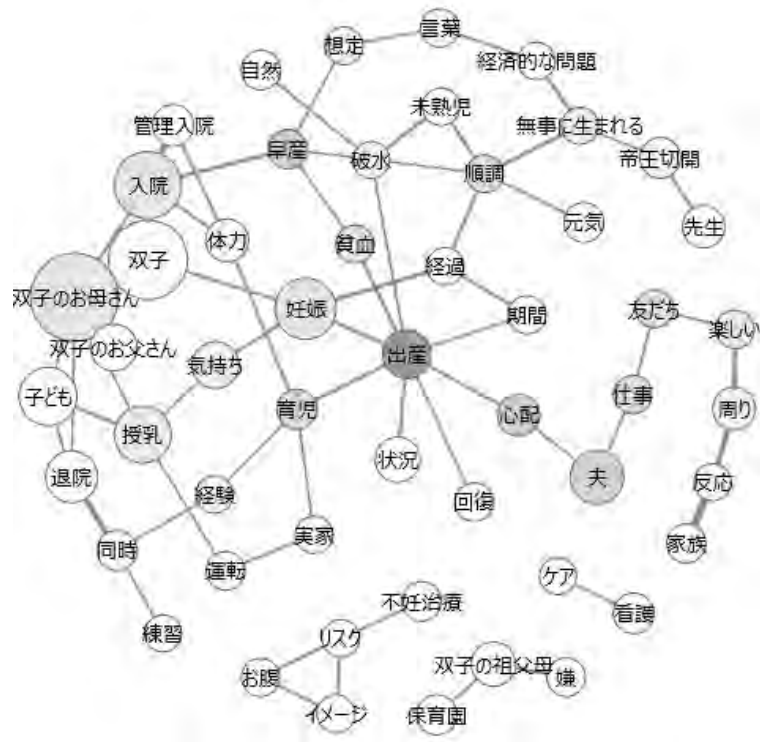 言葉
想定
経済的な問題
自然
未熟児
管理入院
無事に生まれる
早産
破水
帝王切開
順調
入院
先生
元気
体力
貧血
双子
経過
双子のお母さん
妊娠
期間
友だち
楽しい
双子のお父さん
気持ち
出産
子ども
仕事
周り
育児
心配
授乳
状況
夫
退院
反応
経験
回復
実家
家族
同時
運転
ケア
不妊治療
看護
練習
リスク
双子の祖父母
お腹
嫌
イメージ
保育園